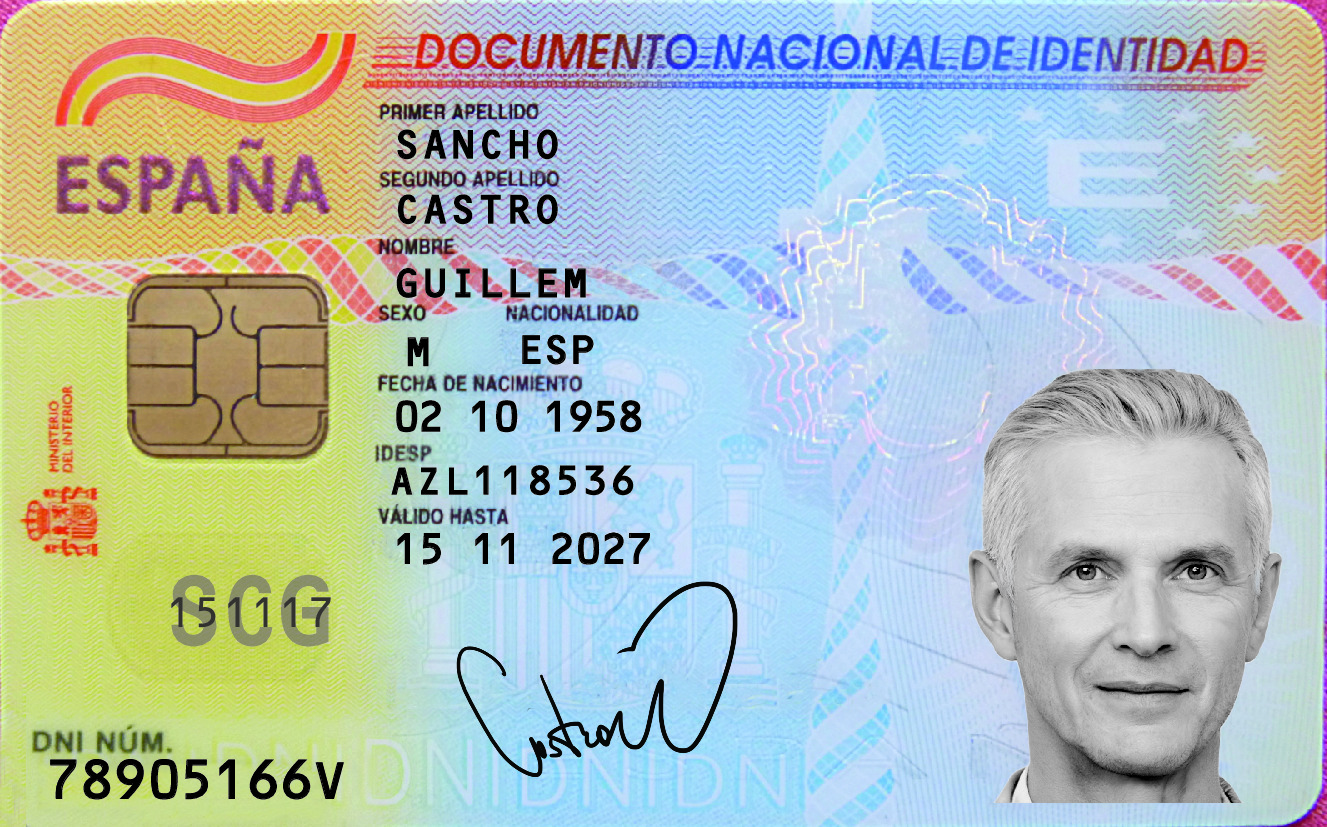 DOCUMENTO NACIONAL DE IDENTIDAD
ESPAÑA
PRIMER APELLIDO
SANCHO
SEGUNDO APELLIDO
CASTRO
NOMBRE
GUILLEM
SEXO NACIONALIDAD
M ESP
FECHA DE NACIMIENTO
02 10 1958
IDESP
AZL118536
VÁLIDO HASTA
15 11 2027
MINISTERIO
DEL INTERIOR
E
SCG
151117
Castro
DNI NÚM.
78905166V
DNIDNIDNIDN